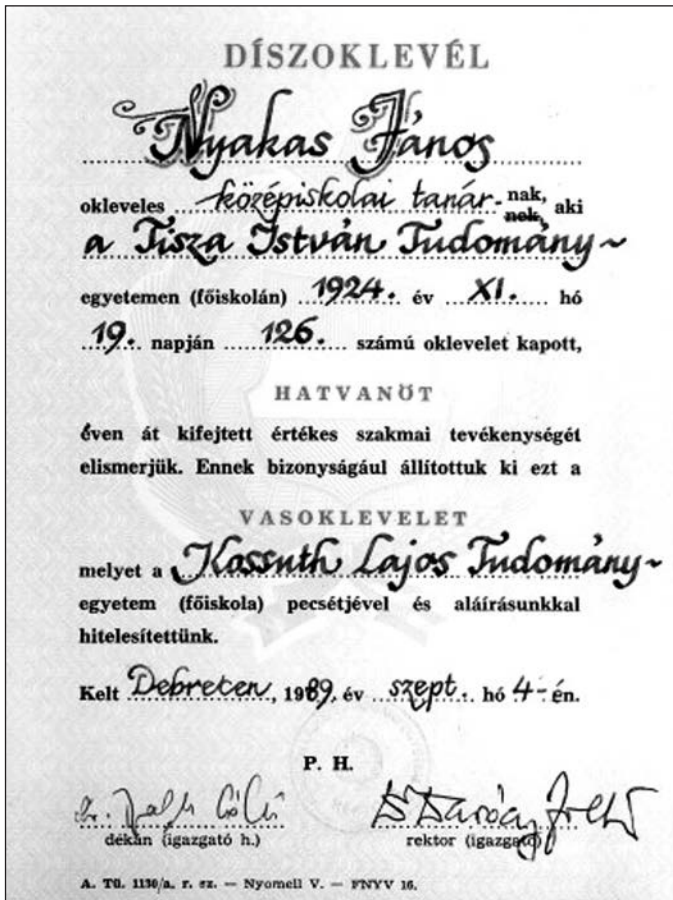 DÍSZOKLEVÉL
Nyakas János
okleveles középiskolai tanár-nak, nek, aki
a Tisza István Tudomány~
egyetemen (főiskolán) 1924. év XI. hó
19. napján 126. számú oklevelet kapott,
HATVANÖT
éven át kifejtett értékes szakmai tevékenységét
elismerjük. Ennek bizonyságául állítottuk ki ezt a
VASOKLEVELET
melyet a Kossuth Lajos Tudomány~
egyetem (főiskola) pecsétjével és aláírásunkkal
hitelesítettünk.
Kelt Debrecen, 1989. év szept. hó 4-én.
P. H.
dékán (igazgató h.) rektor (igazgató)
A. Tű. 1130/a. r. sz. — Nyomell V. — FNYV 16.